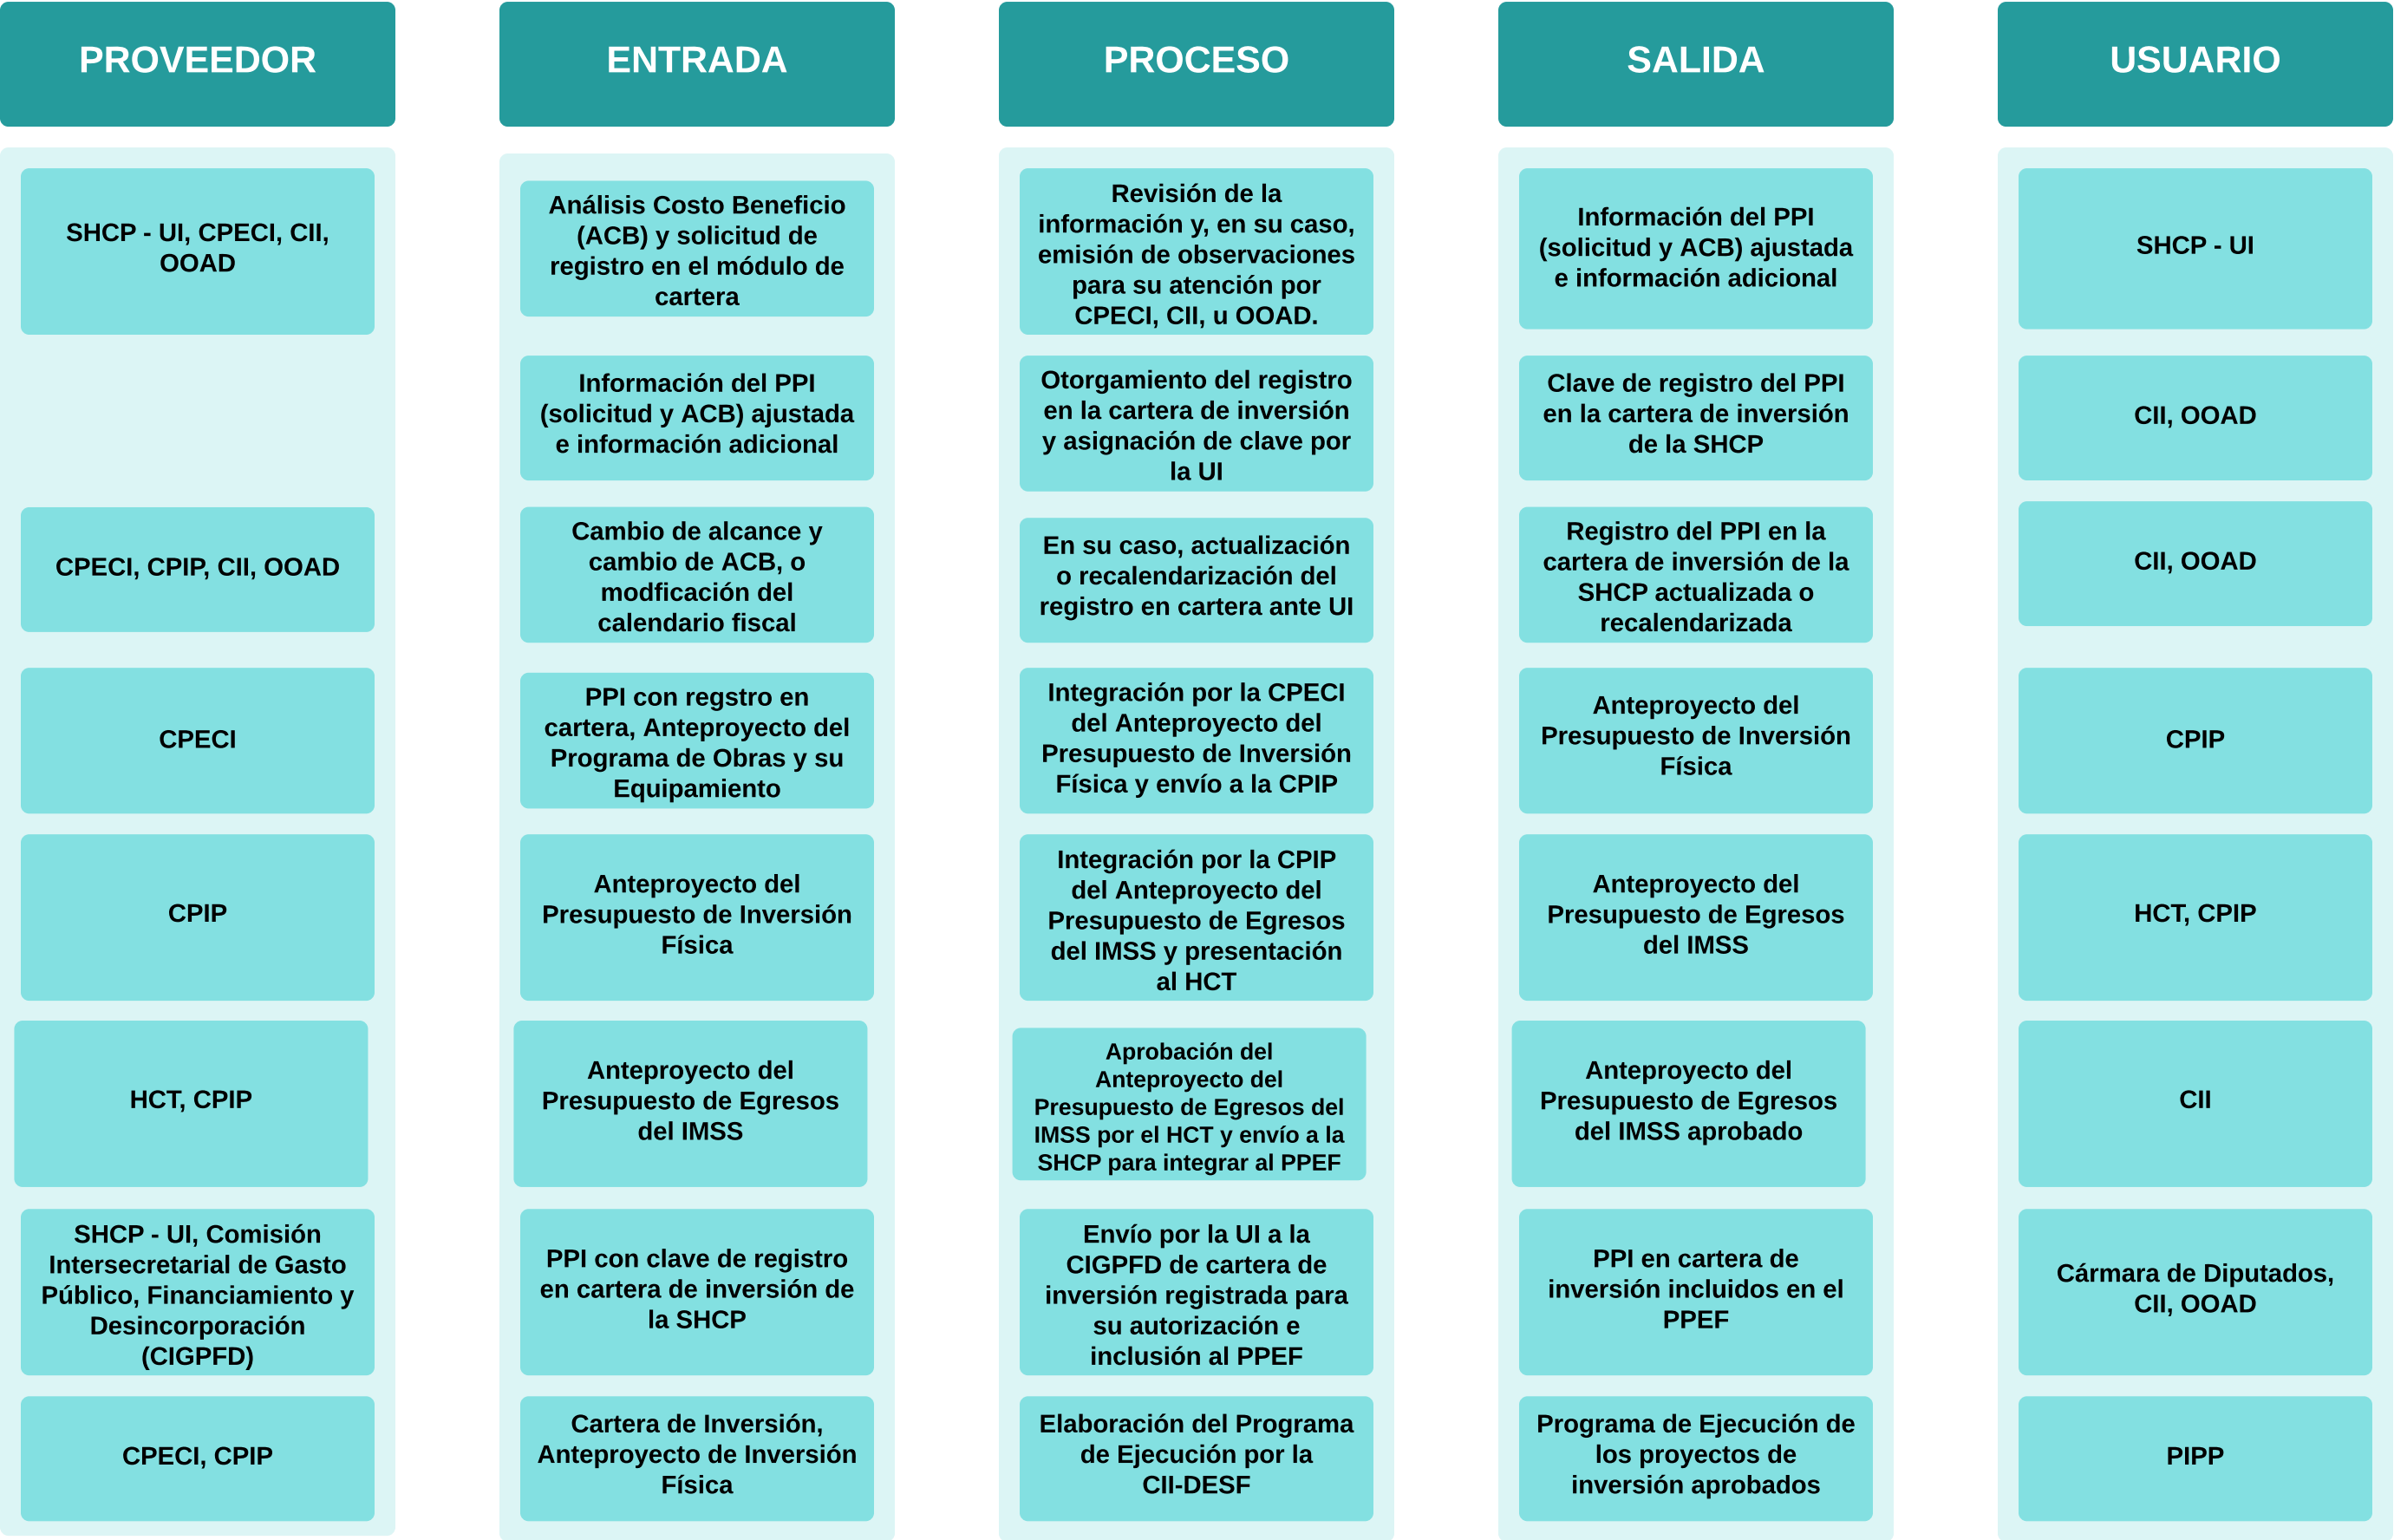 PROVEEDOR
ENTRADA
PROCESO
SALIDA
USUARIO
SHCP - UI, CPECI, CII,
OOAD
Análisis Costo Beneficio
(ACB) y solicitud de
registro en el módulo de
cartera
Revisión de la
información y, en su caso,
emisión de observaciones
para su atención por
CPECI, CII, u OOAD.
Información del PPI
(solicitud y ACB) ajustada
e información adicional
SHCP - UI
Información del PPI
(solicitud y ACB) ajustada
e información adicional
Otorgamiento del registro
en la cartera de inversión
y asignación de clave por
la UI
Clave de registro del PPI
en la cartera de inversión
de la SHCP
CII, OOAD
CPECI, CPIP, CII, OOAD
Cambio de alcance y
cambio de ACB, o
modficación del
calendario fiscal
En su caso, actualización
o recalendarización del
registro en cartera ante UI
Registro del PPI en la
cartera de inversión de la
SHCP actualizada o
recalendarizada
CII, OOAD
CPECI
PPI con regstro en
cartera, Anteproyecto del
Programa de Obras y su
Equipamiento
Integración por la CPECI
del Anteproyecto del
Presupuesto de Inversión
Física y envío a la CPIP
Anteproyecto del
Presupuesto de Inversión
Física
CPIP
CPIP
Anteproyecto del
Presupuesto de Inversión
Física
Integración por la CPIP
del Anteproyecto del
Presupuesto de Egresos
del IMSS y presentación
al HCT
Anteproyecto del
Presupuesto de Egresos
del IMSS
HCT, CPIP
HCT, CPIP
Anteproyecto del
Presupuesto de Egresos
del IMSS
Aprobación del
Anteproyecto del
Presupuesto de Egresos del
IMSS por el HCT y envío a la
SHCP para integrar al PPEF
Anteproyecto del
Presupuesto de Egresos
del IMSS aprobado
CII
SHCP - UI, Comisión
Intersecretarial de Gasto
Público, Financiamiento y
Desincorporación
(CIGPFD)
PPI con clave de registro
en cartera de inversión de
la SHCP
Envío por la UI a la
CIGPFD de cartera de
inversión registrada para
su autorización e
inclusión al PPEF
PPI en cartera de
inversión incluidos en el
PPEF
Cármara de Diputados,
CII, OOAD
CPECI, CPIP
Cartera de Inversión,
Anteproyecto de Inversión
Física
Elaboración del Programa
de Ejecución por la
CII-DESF
Programa de Ejecución de
los proyectos de
inversión aprobados
PIPP